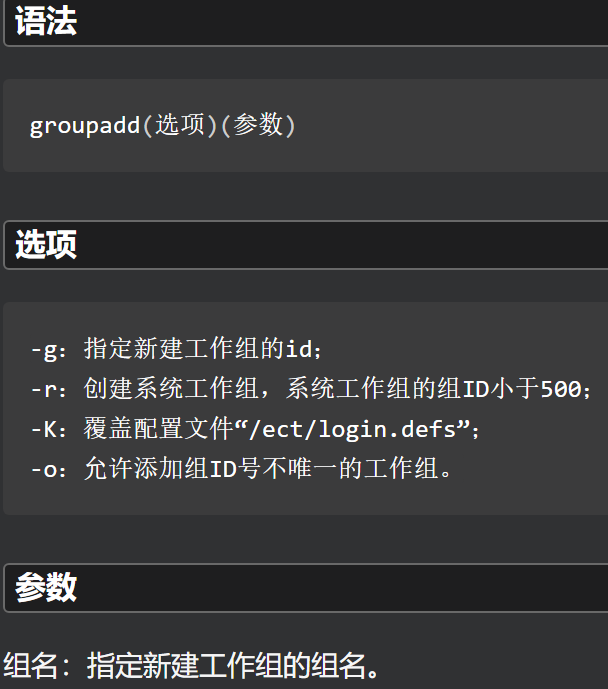 语法
groupadd(选项)(参数)
选项
-g：指定新建工作组的id；
-r：创建系统工作组，系统工作组的组ID小于500；
-K：覆盖配置文件“/ect/login.defs”；
-o：允许添加组ID号不唯一的工作组。
参数
组名：指定新建工作组的组名。